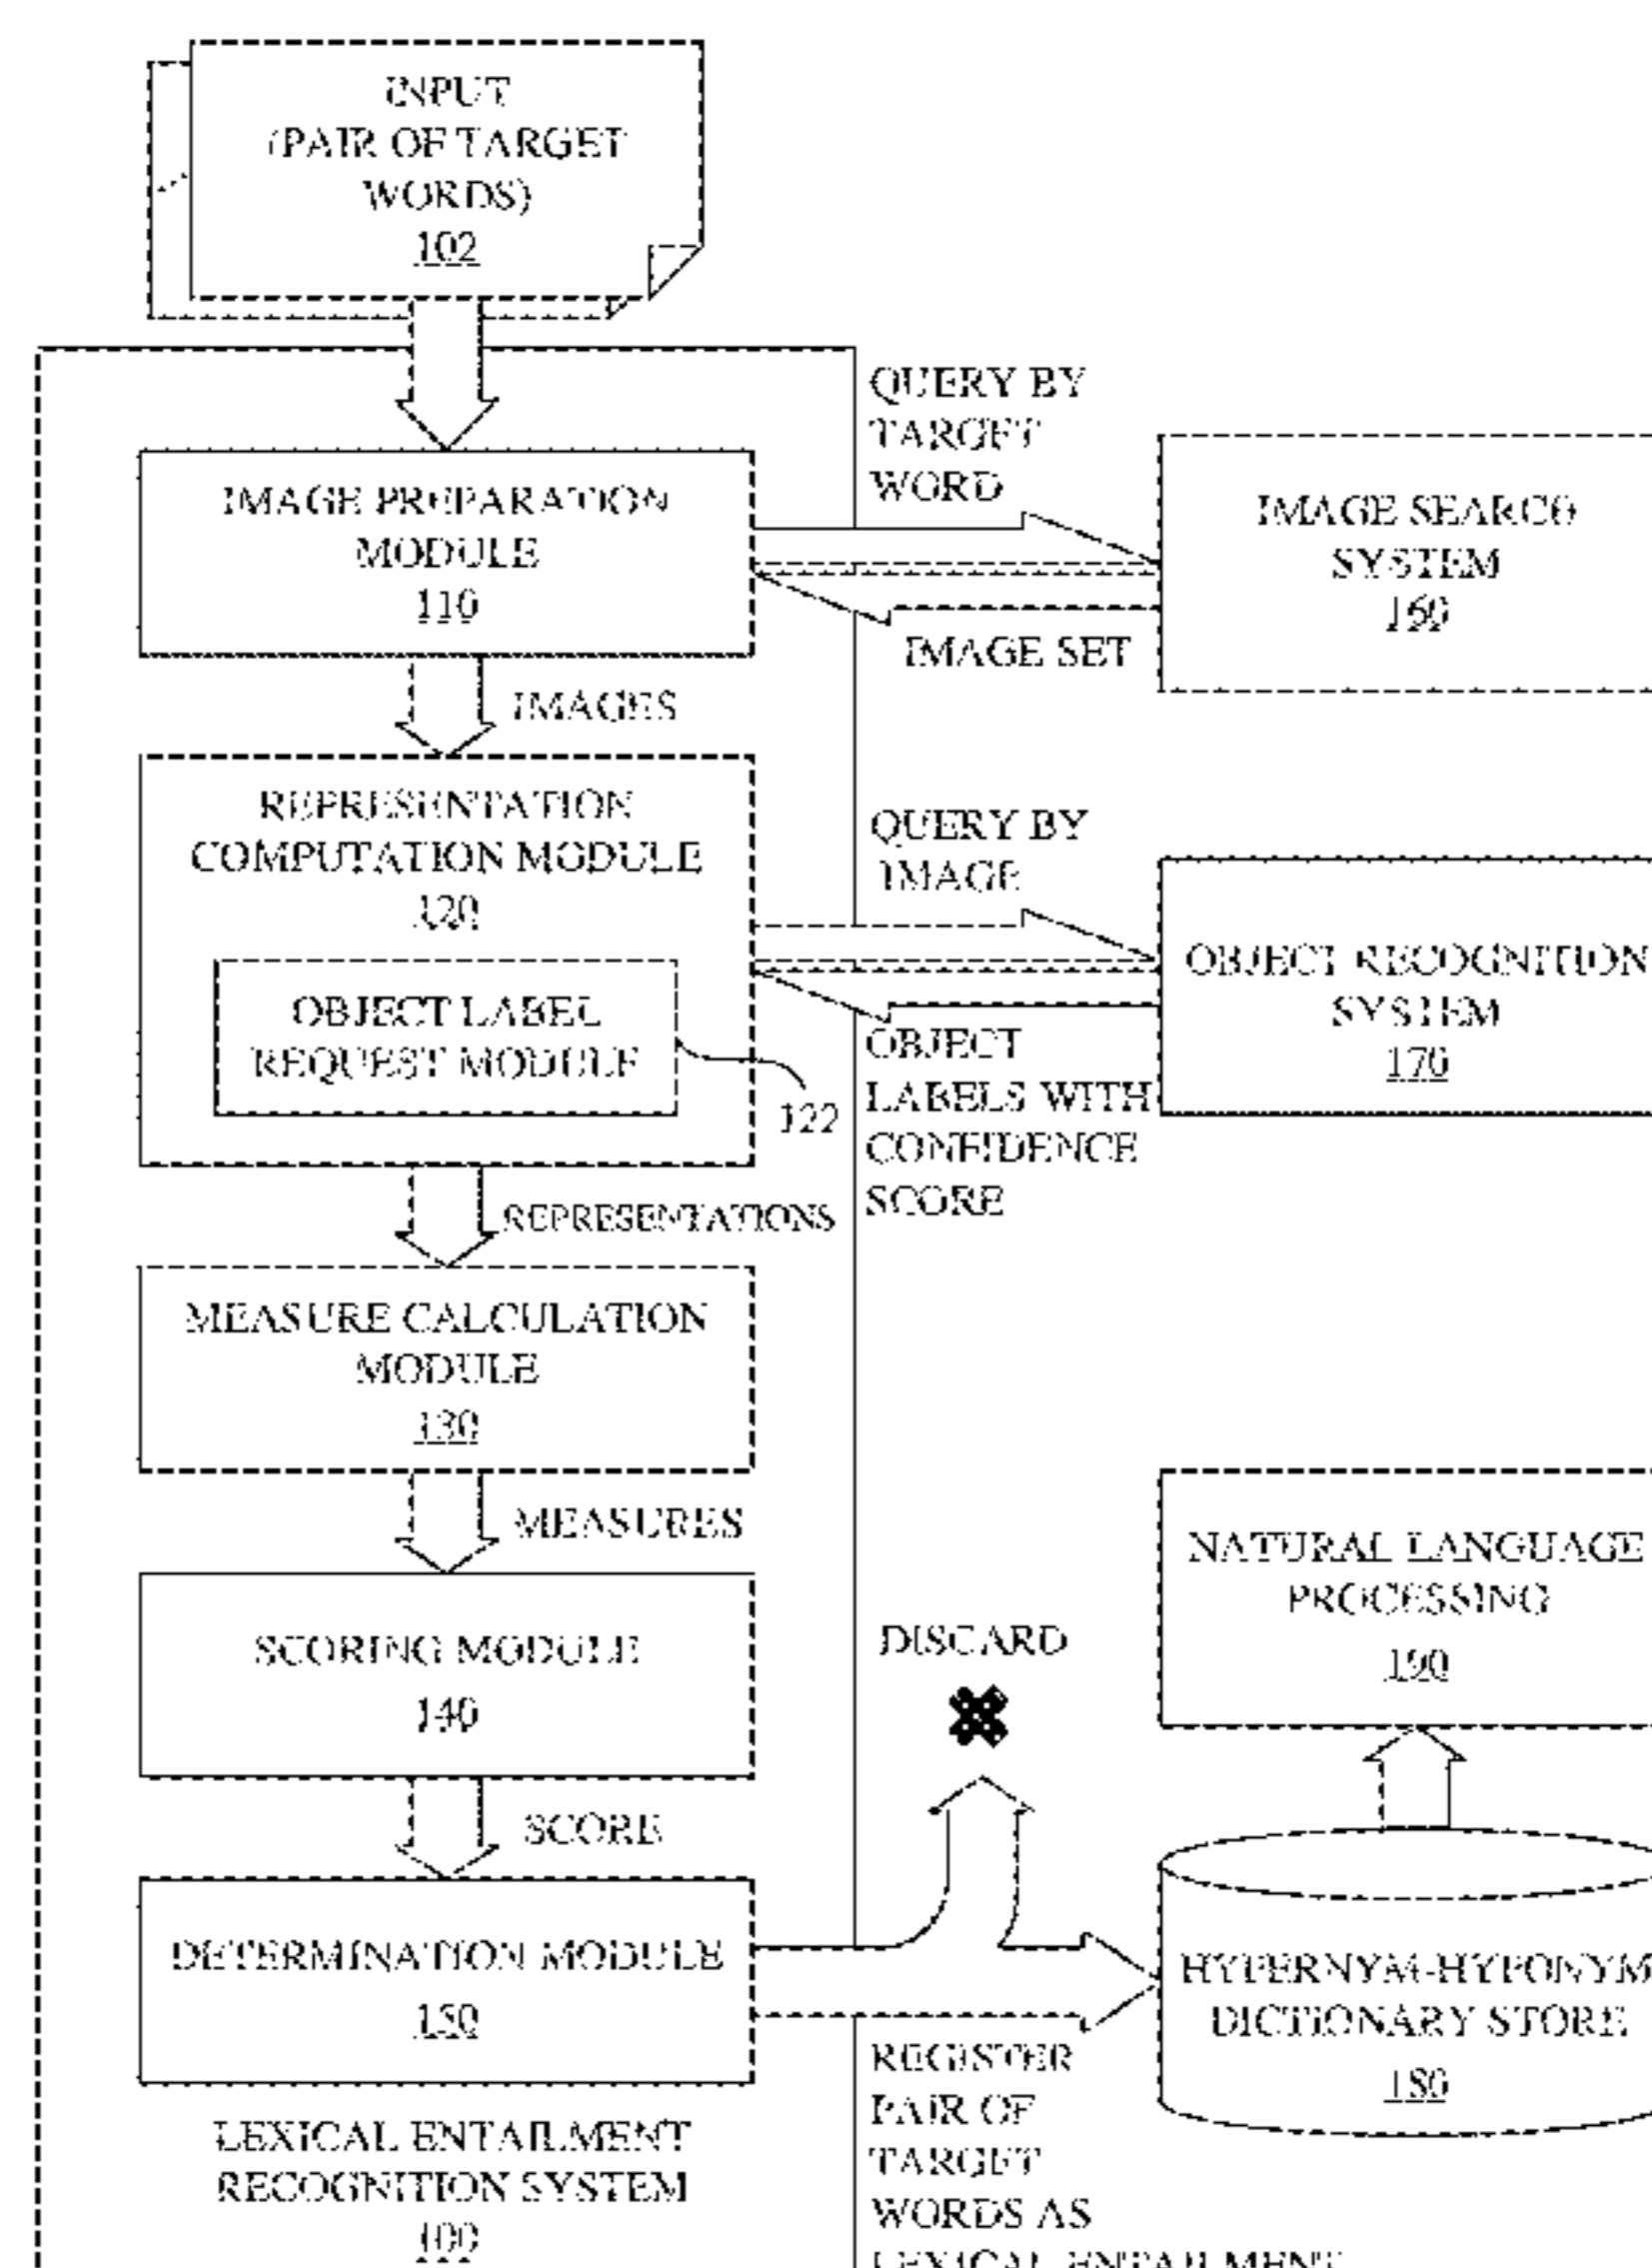 INPUT
(PAIR OF TARGET
WORDS)
102
QUERY BY
TARGET
WORD
IMAGE PREPARATION
MODULE
110
IMAGE SEARCH
SYSTEM
160
IMAGE SET
IMAGES
REPRESENTATION
COMPUTATION MODULE
120
QUERY BY
IMAGE
OBJECT RECOGNITION
SYSTEM
170
OBJECT LABEL
REQUEST MODULE
122
OBJECT
LABELS WITH
CONFIDENCE
SCORE
REPRESENTATIONS
MEASURE CALCULATION
MODULE
130
MEASURES
NATURAL LANGUAGE
PROCESSING
190
SCORING MODULE
140
DISCARD
SCORE
DETERMINATION MODULE
150
HYPERNYM-HYPONYM
DICTIONARY STORE
180
REGISTER
PAIR OF
TARGET
WORDS AS
LEXICAL ENTAILMENT
LEXICAL ENTAILMENT
RECOGNITION SYSTEM
100